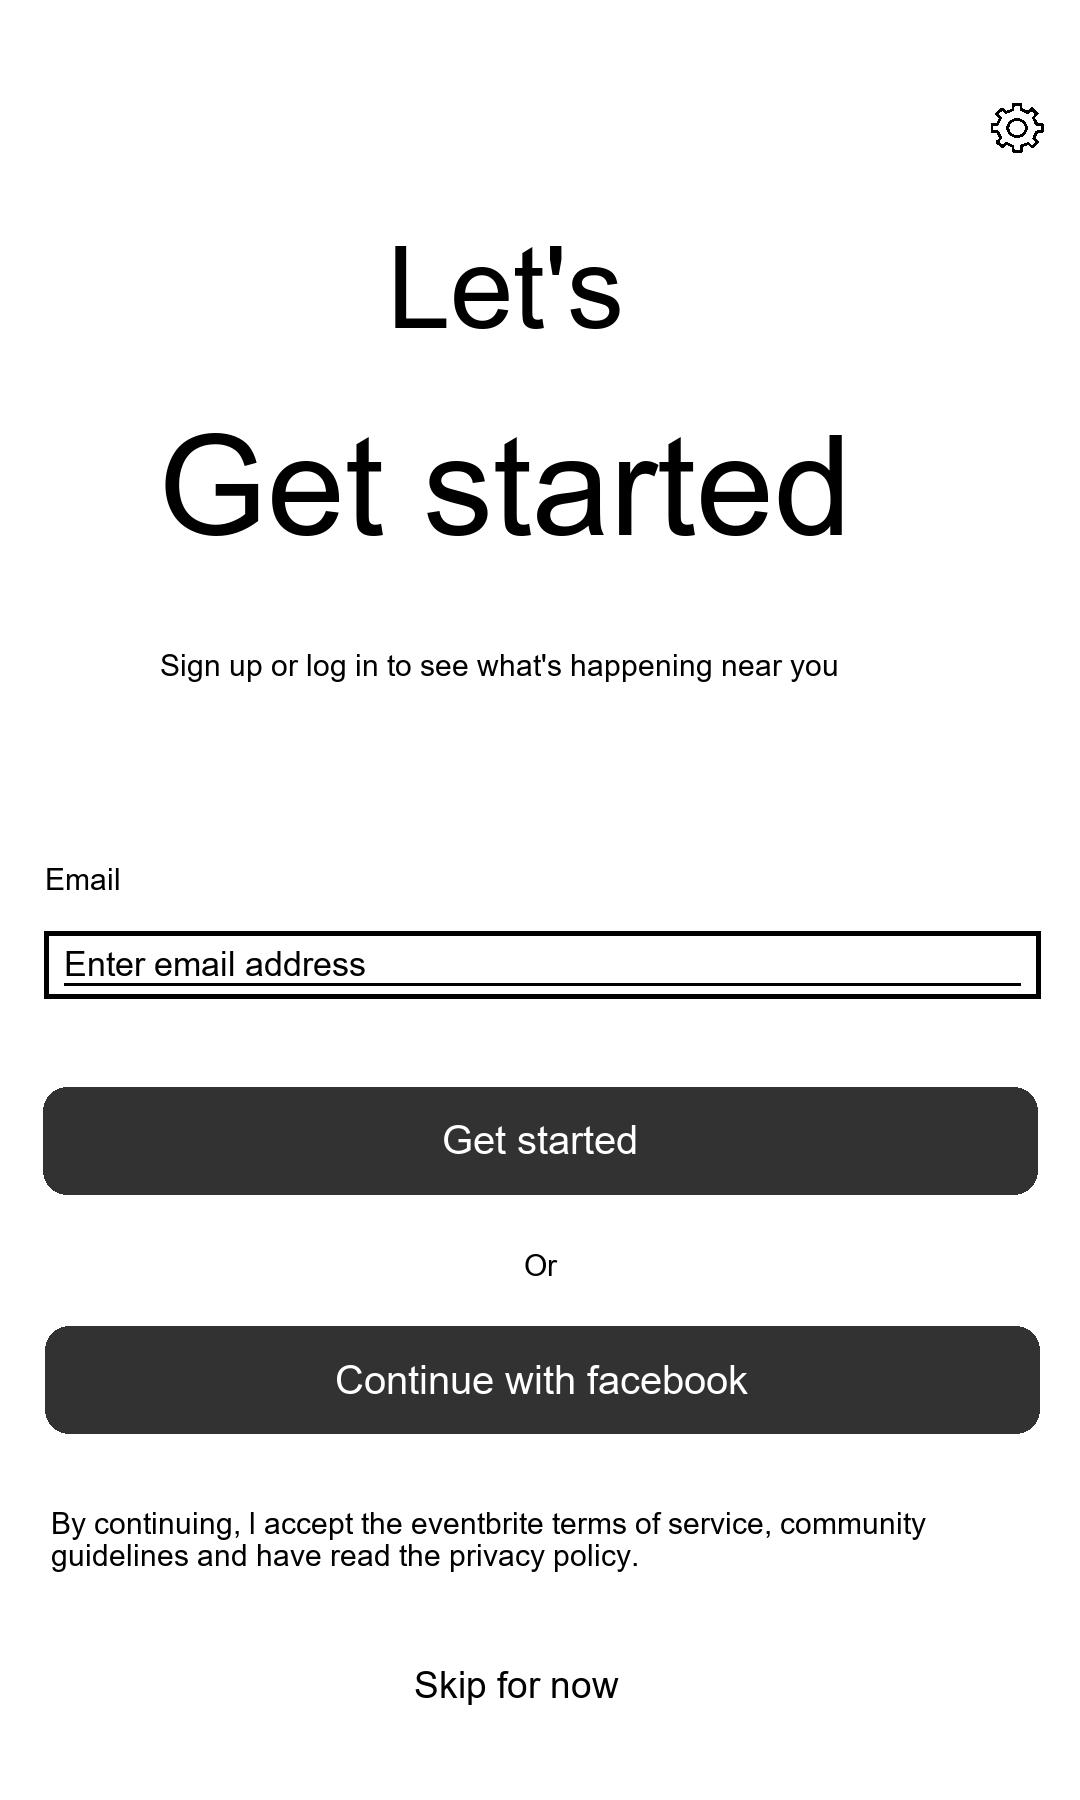 Let's
Get started
Sign up or log in to see what's happening near you
Email
Enter email address
Get started
Or
Continue with facebook
By continuing, I accept the eventbrite terms of service, community
guidelines and have read the privacy policy.
Skip for now